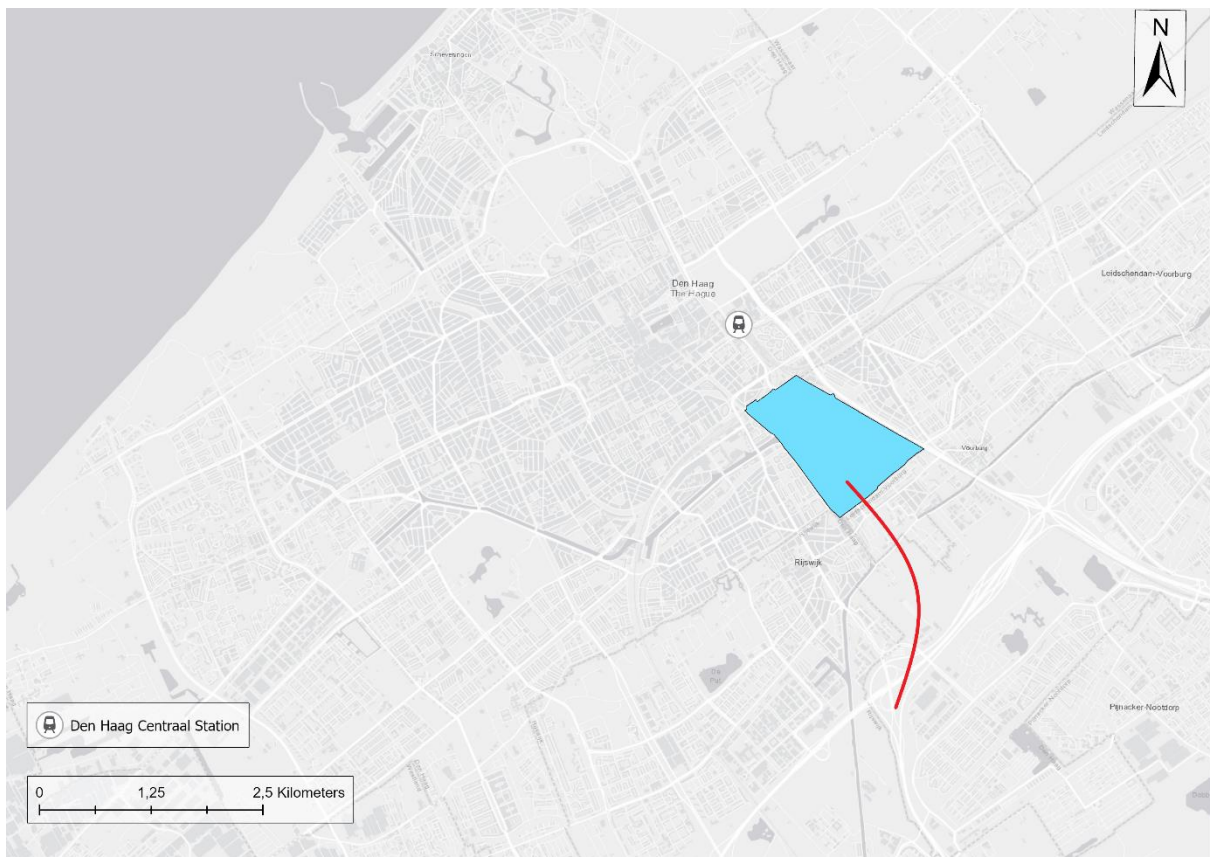 N
Scheveningen
Den Haag
The Hague
Leidschendam-Voorburg
Voorburg
Rijswijk
Pijnacker-Nootdorp
Den Haag Centraal Station
0 1,25 2,5 Kilometers